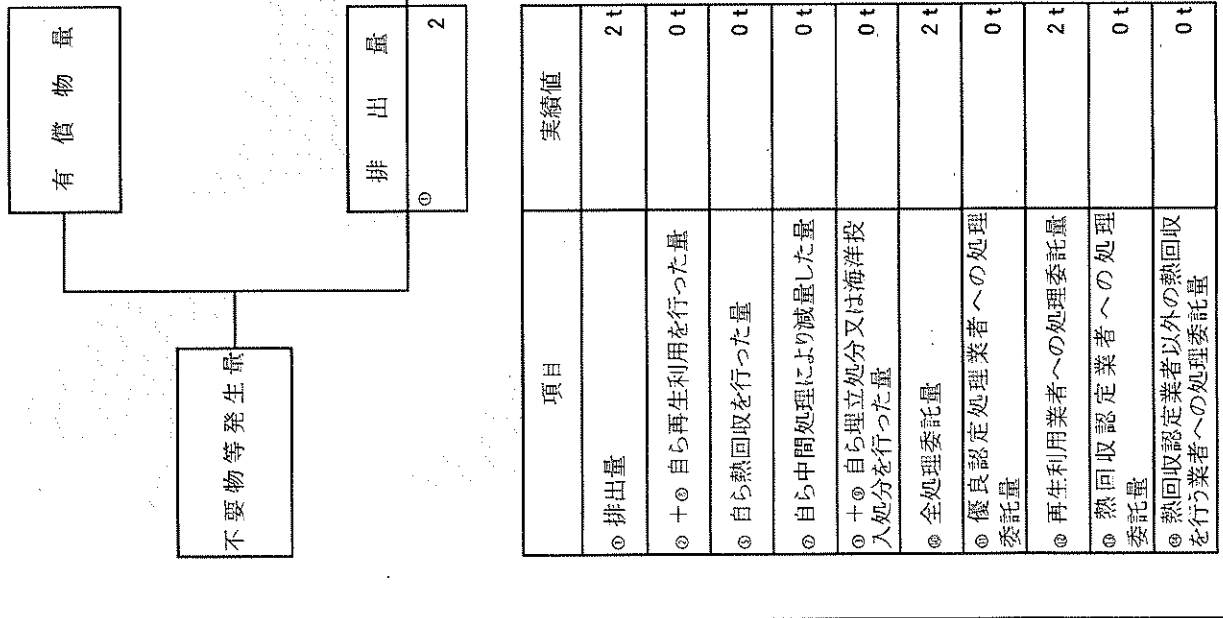 有償物量
不要物等発生量
排出量
① 2
項目 実績値
① 排出量 2 t
② +⑧ 自ら再生利用を行った量 0 t
⑤ 自ら熱回収を行った量 0 t
⑦ 自ら中間処理により減量した量 0 t
③ +⑨ 自ら埋立処分又は海洋投
入処分を行った量 0 t
⑩ 全処理委託量 2 t
⑪ 優良認定処理業者への処理
委託量 0 t
⑫ 再生利用業者への処理委託量 2 t
⑬ 熱回収認定業者への処理
委託量 0 t
⑭ 熱回収認定業者以外の熱回収
を行う業者への処理委託量 0 t